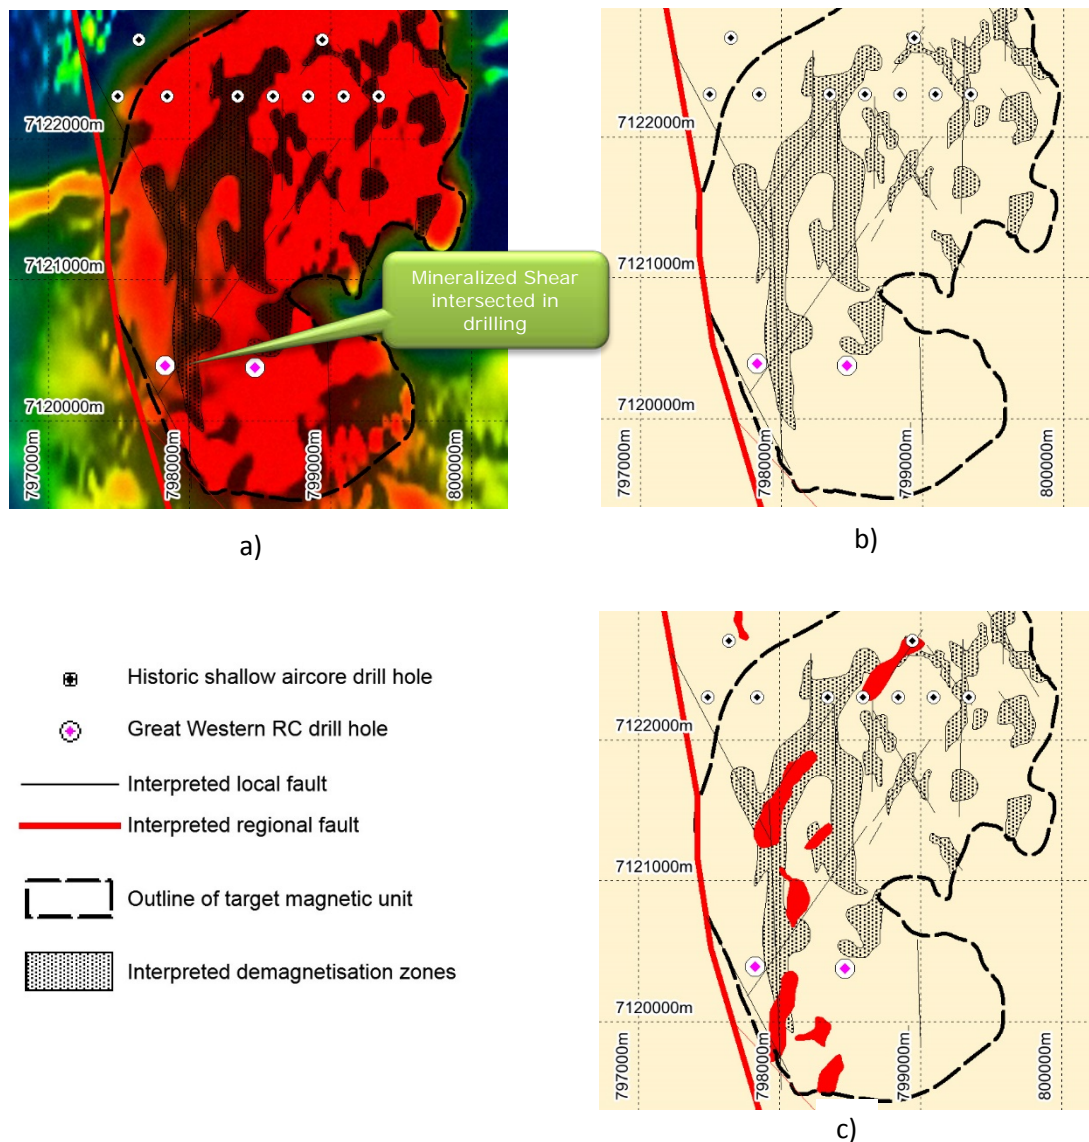 7122000m
7121000m
7120000m
797000m
798000m
799000m
800000m
Mineralized Shear
intersected in
drilling
a)
7122000m
7121000m
7120000m
797000m
798000m
799000m
800000m
b)
Historic shallow aircore drill hole
Great Western RC drill hole
Interpreted local fault
Interpreted regional fault
Outline of target magnetic unit
Interpreted demagnetisation zones
7122000m
7121000m
7120000m
797000m
798000m
799000m
800000m
c)